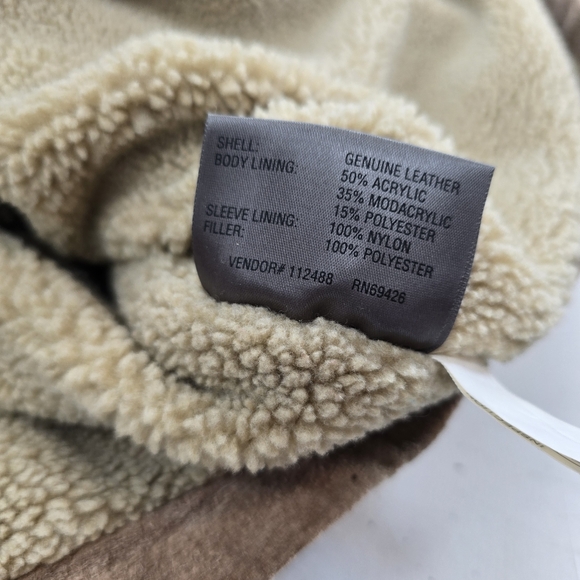 SHELL: GENUINE LEATHER
BODY LINING: 50% ACRYLIC
35% MODACRYLIC
15% POLYESTER
SLEEVE LINING: 100% NYLON
FILLER: 100% POLYESTER
VENDOR# 112488 RN69426